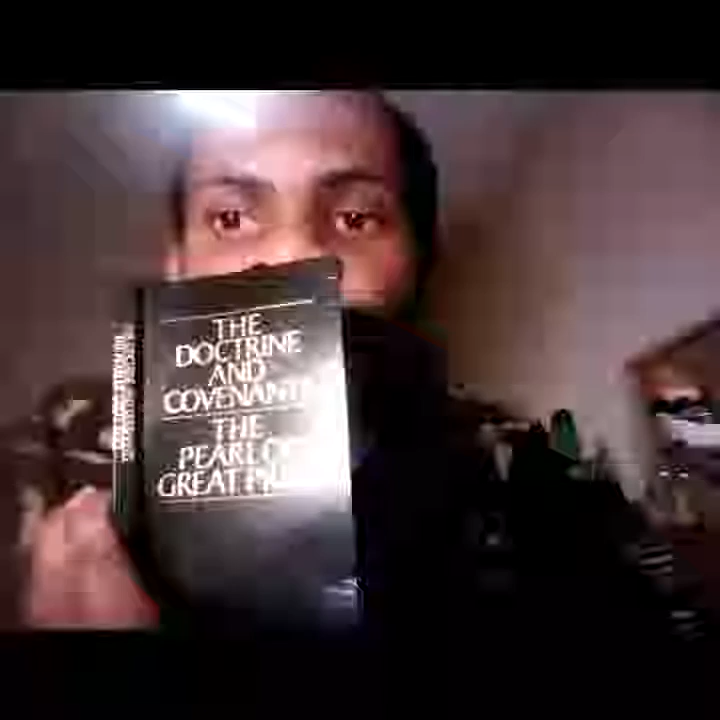 THE
DOCTRINE
AND
COVENANTS
THE
PEARL OF
GREAT